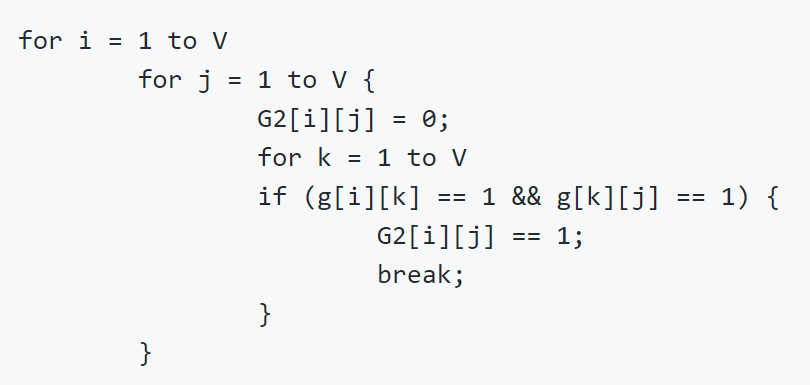 for i = 1 to V
for j = 1 to V {
G2[i][j] = 0;
for k = 1 to V
if (g[i][k] == 1 && g[k][j] == 1) {
G2[i][j] == 1;
break;
}
}